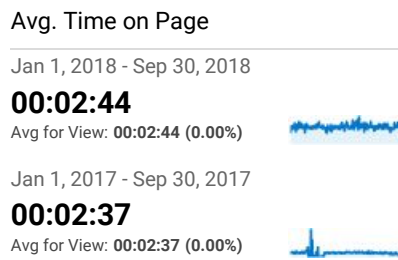 Avg. Time on Page
Jan 1, 2018 - Sep 30, 2018
00:02:44
Avg for View: 00:02:44 (0.00%)
Jan 1, 2017 - Sep 30, 2017
00:02:37
Avg for View: 00:02:37 (0.00%)